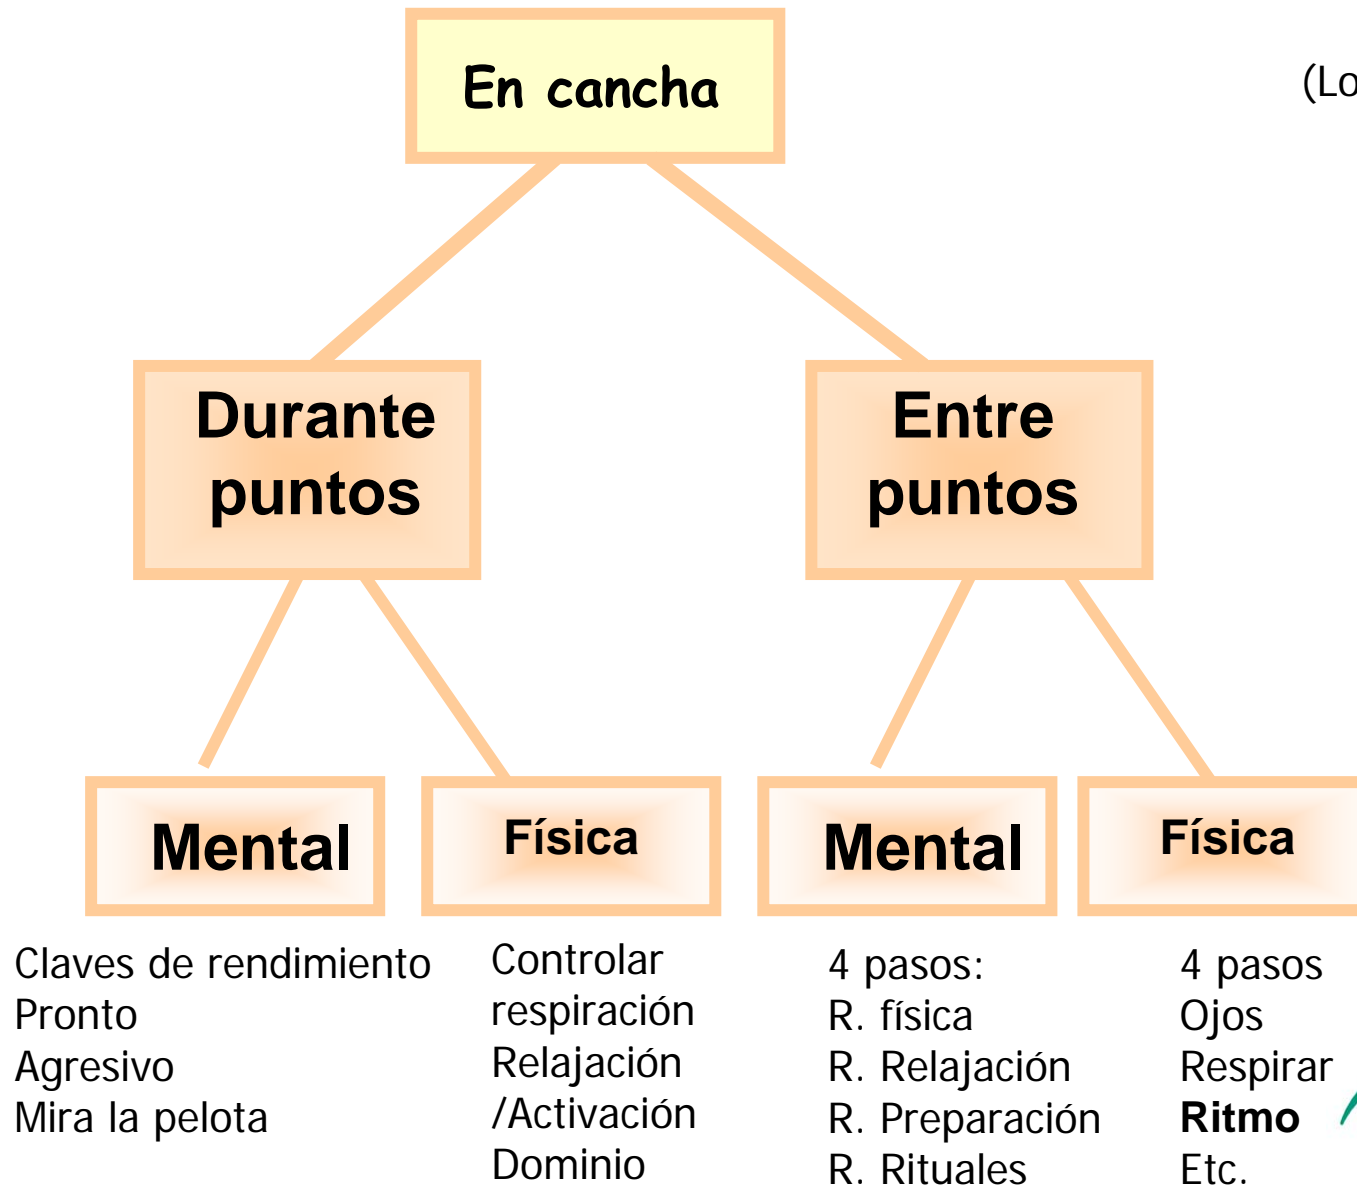 En cancha
(Lo
Durante
puntos
Entre
puntos
Mental
Física
Mental
Física
Claves de rendimiento
Pronto
Agresivo
Mira la pelota
Controlar
respiración
Relajación
/Activación
Dominio
4 pasos:
R. física
R. Relajación
R. Preparación
R. Rituales
4 pasos
Ojos
Respirar
Ritmo
Etc.